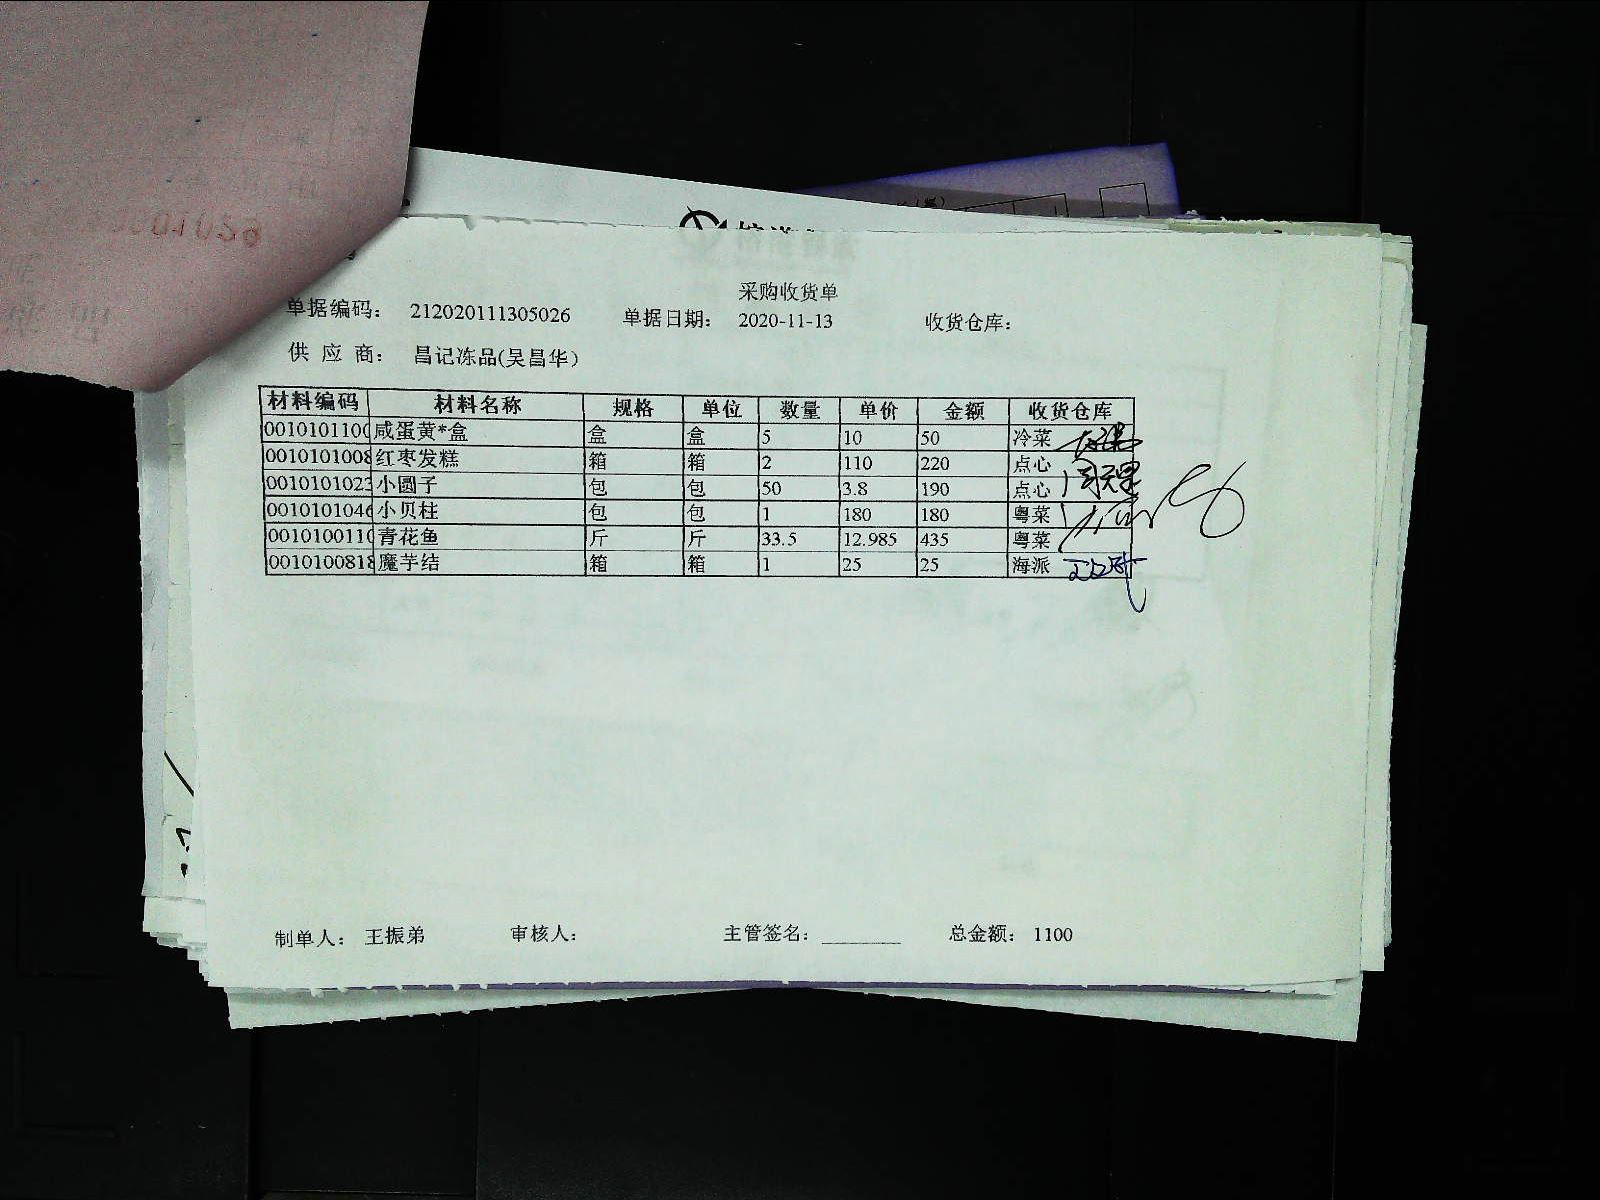 采购收货单
单据编码： 212020111305026 单据日期： 2020-11-13 收货仓库：
供 应 商： 昌记冻品(吴昌华)
材料编码 材料名称 规格 单位 数量 单价 金额 收货仓库
0010101100 咸蛋黄*盒 盒 盒 5 10 50 冷菜
0010101008 红枣发糕 箱 箱 2 110 220 点心
0010101023 小圆子 包 包 50 3.8 190 点心
0010101046 小贝柱 包 包 1 180 180 粤菜
0010100110 青花鱼 斤 斤 33.5 12.985 435 粤菜
0010100818 魔芋结 箱 箱 1 25 25 海派
制单人： 王振弟 审核人： 主管签名： ________ 总金额： 1100